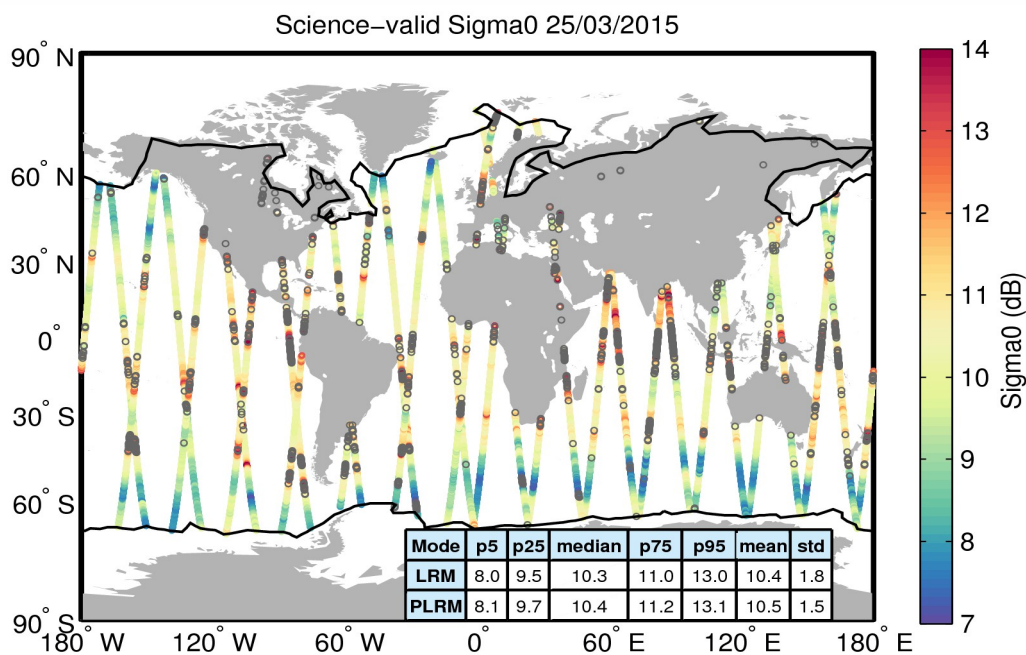 Science−valid Sigma0 25/03/2015
90° N
60° N
30° N
0°
30° S
60° S
90° S
180° W
120° W
60° W
0°
60° E
120° E
180° E
14
13
12
11
10
9
8
7
Sigma0 (dB)
Mode p5 p25 median p75 p95 mean std
LRM 8.0 9.5 10.3 11.0 13.0 10.4 1.8
PLRM 8.1 9.7 10.4 11.2 13.1 10.5 1.5